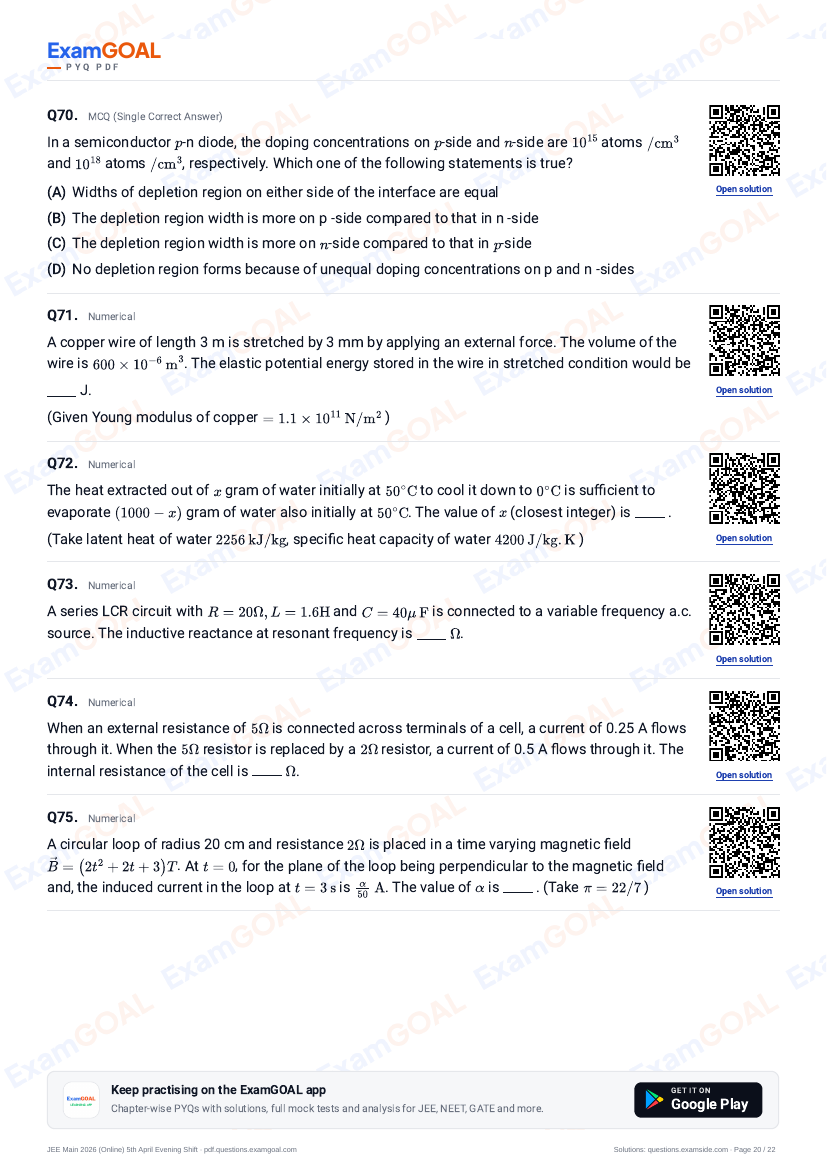 ExamGOAL
PYQ PDF
Q70. MCQ (Single Correct Answer)
In a semiconductor p-n diode, the doping concentrations on p-side and n-side are 10^15 atoms /cm^3
and 10^18 atoms /cm^3, respectively. Which one of the following statements is true?
(A) Widths of depletion region on either side of the interface are equal
(B) The depletion region width is more on p -side compared to that in n -side
(C) The depletion region width is more on n-side compared to that in p-side
(D) No depletion region forms because of unequal doping concentrations on p and n -sides
Open solution
Q71. Numerical
A copper wire of length 3 m is stretched by 3 mm by applying an external force. The volume of the
wire is 600 × 10^−6 m^3. The elastic potential energy stored in the wire in stretched condition would be
____ J.
(Given Young modulus of copper = 1.1 × 10^11 N/m^2 )
Open solution
Q72. Numerical
The heat extracted out of x gram of water initially at 50°C to cool it down to 0°C is sufficient to
evaporate (1000 − x) gram of water also initially at 50°C. The value of x (closest integer) is ____ .
(Take latent heat of water 2256 kJ/kg, specific heat capacity of water 4200 J/kg. K )
Open solution
Q73. Numerical
A series LCR circuit with R = 20Ω, L = 1.6H and C = 40μ F is connected to a variable frequency a.c.
source. The inductive reactance at resonant frequency is ____ Ω.
Open solution
Q74. Numerical
When an external resistance of 5Ω is connected across terminals of a cell, a current of 0.25 A flows
through it. When the 5Ω resistor is replaced by a 2Ω resistor, a current of 0.5 A flows through it. The
internal resistance of the cell is ____ Ω.
Open solution
Q75. Numerical
A circular loop of radius 20 cm and resistance 2Ω is placed in a time varying magnetic field
B⃗ = (2t^2 + 2t + 3)T. At t = 0, for the plane of the loop being perpendicular to the magnetic field
and, the induced current in the loop at t = 3 s is α/50 A. The value of α is ____ . (Take π = 22/7 )
Open solution
ExamGOAL
Keep practising on the ExamGOAL app
Chapter-wise PYQs with solutions, full mock tests and analysis for JEE, NEET, GATE and more.
GET IT ON
Google Play
JEE Main 2026 (Online) 5th April Evening Shift · pdf.questions.examgoal.com
Solutions: questions.examside.com · Page 20 / 22